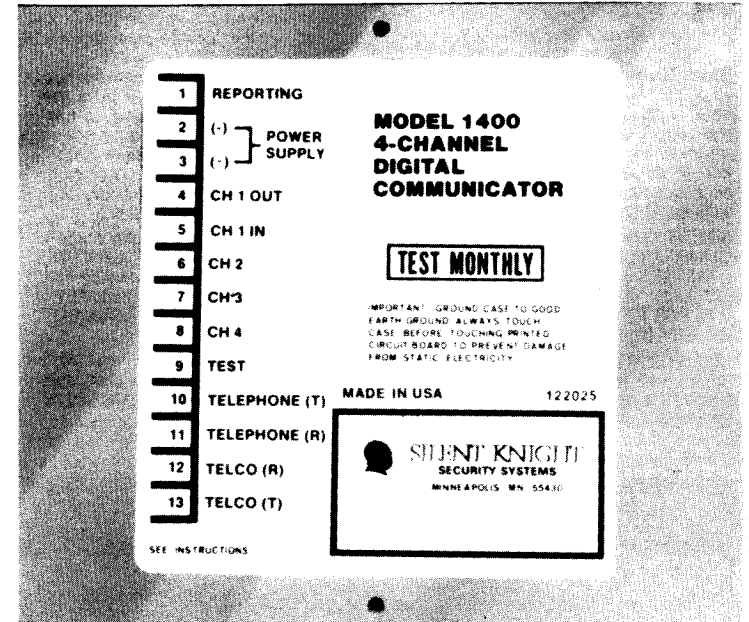 1 REPORTING
2 (-)
3 (-)
POWER
SUPPLY
4 CH 1 OUT
5 CH 1 IN
6 CH 2
7 CH 3
8 CH 4
9 TEST
10 TELEPHONE (T)
11 TELEPHONE (R)
12 TELCO (R)
13 TELCO (T)
SEE INSTRUCTIONS
MODEL 1400
4-CHANNEL
DIGITAL
COMMUNICATOR
TEST MONTHLY
IMPORTANT GROUND CASE TO GOOD
EARTH GROUND ALWAYS TOUCH
CASE BEFORE TOUCHING PRINTED
CIRCUIT BOARD TO PREVENT DAMAGE
FROM STATIC ELECTRICITY
MADE IN USA 122025
SILENT KNIGHT
SECURITY SYSTEMS
MINNEAPOLIS MN 55430